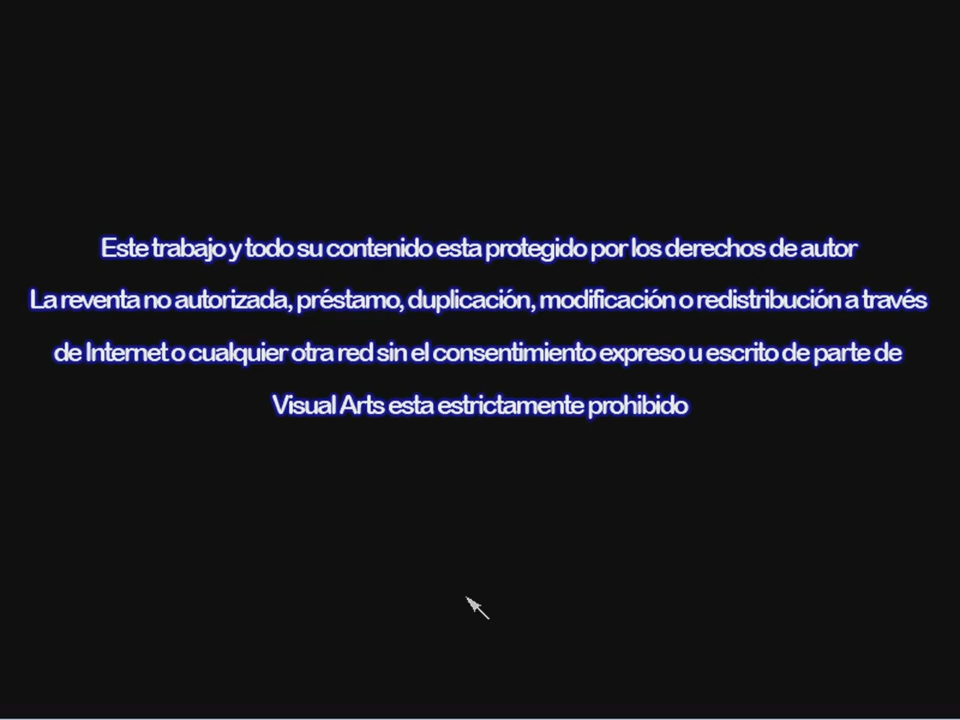 Este trabajo y todo su contenido esta protegido por los derechos de autor
La reventa no autorizada, préstamo, duplicación, modificación o redistribución a través
de Internet o cualquier otra red sin el consentimiento expreso u escrito de parte de
Visual Arts esta estrictamente prohibido